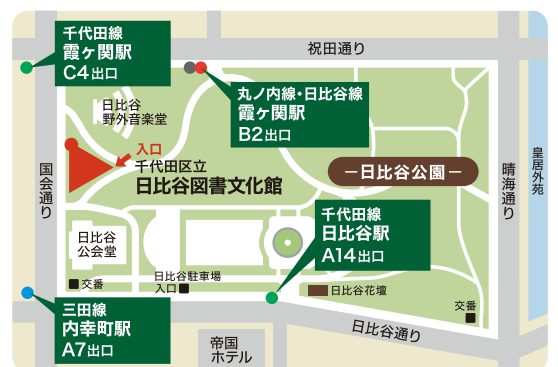 千代田線
霞ヶ関駅
C4出口
祝田通り
丸ノ内線・日比谷線
霞ヶ関駅
B2出口
日比谷
野外音楽堂
入口
千代田区立
日比谷図書文化館
日比谷公園
国会通り
晴海通り
皇居外苑
千代田線
日比谷駅
A14出口
日比谷
公会堂
交番
日比谷駐車場
入口
日比谷花壇
交番
三田線
内幸町駅
A7出口
帝国
ホテル
日比谷通り